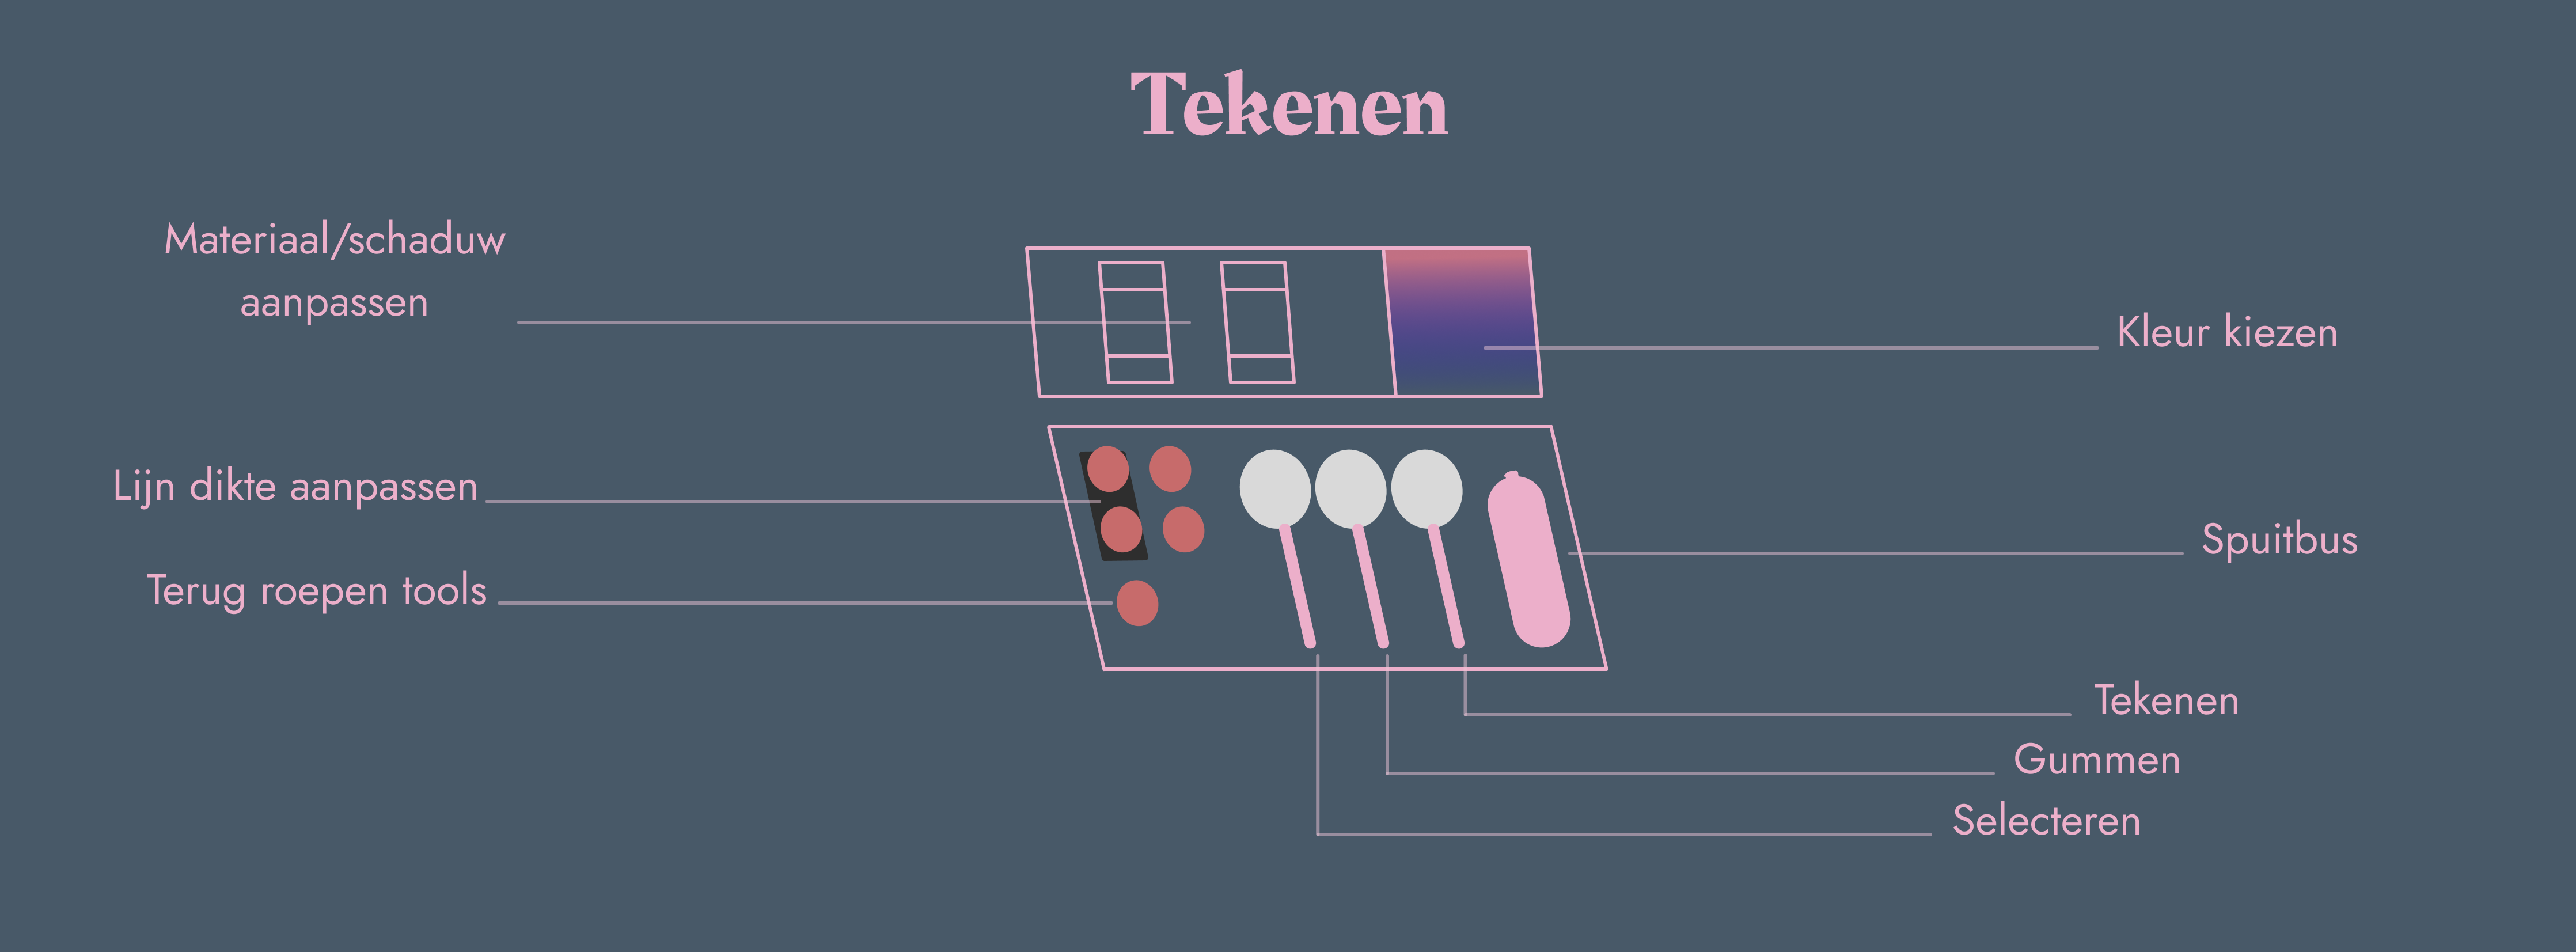 Tekenen
Materiaal/schaduw
aanpassen
Kleur kiezen
Lijn dikte aanpassen
Spuitbus
Terug roepen tools
Tekenen
Gummen
Selecteren